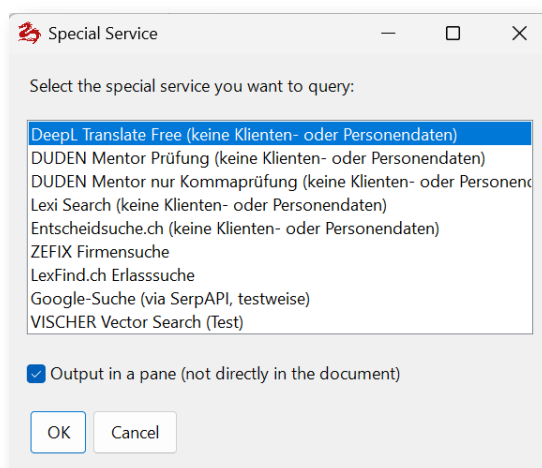 Special Service
Select the special service you want to query:
DeepL Translate Free (keine Klienten- oder Personendaten)
DUDEN Mentor Prüfung (keine Klienten- oder Personendaten)
DUDEN Mentor nur Kommaprüfung (keine Klienten- oder Personend
Lexi Search (keine Klienten- oder Personendaten)
Entscheidsuche.ch (keine Klienten- oder Personendaten)
ZEFIX Firmensuche
LexFind.ch Erlasssuche
Google-Suche (via SerpAPI, testweise)
VISCHER Vector Search (Test)
Output in a pane (not directly in the document)
OK Cancel